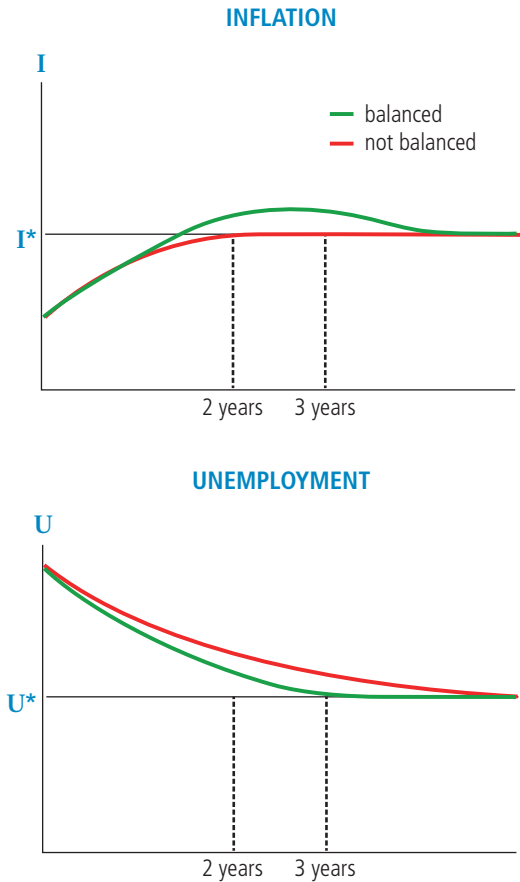 INFLATION
I
balanced
not balanced
I*
2 years 3 years
UNEMPLOYMENT
U
U*
2 years 3 years